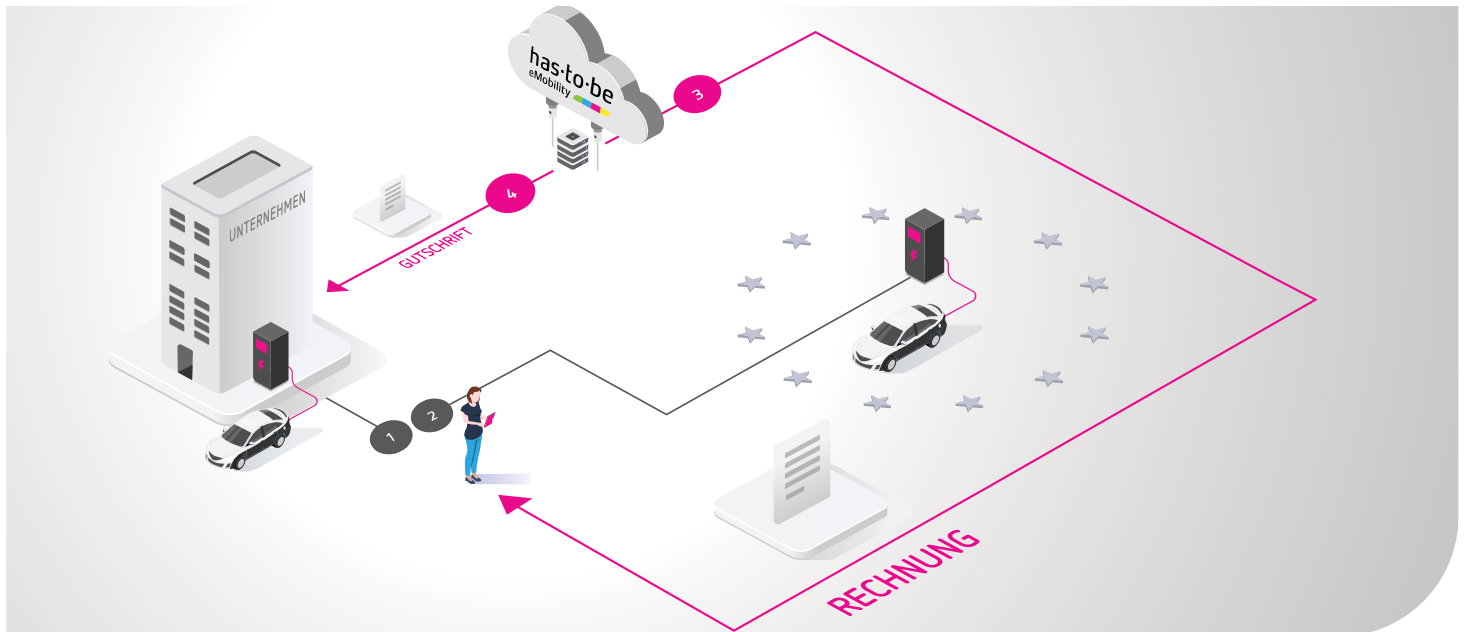 has·to·be
eMobility
3
4
UNTERNEHMEN
GUTSCHRIFT
2
1
RECHNUNG